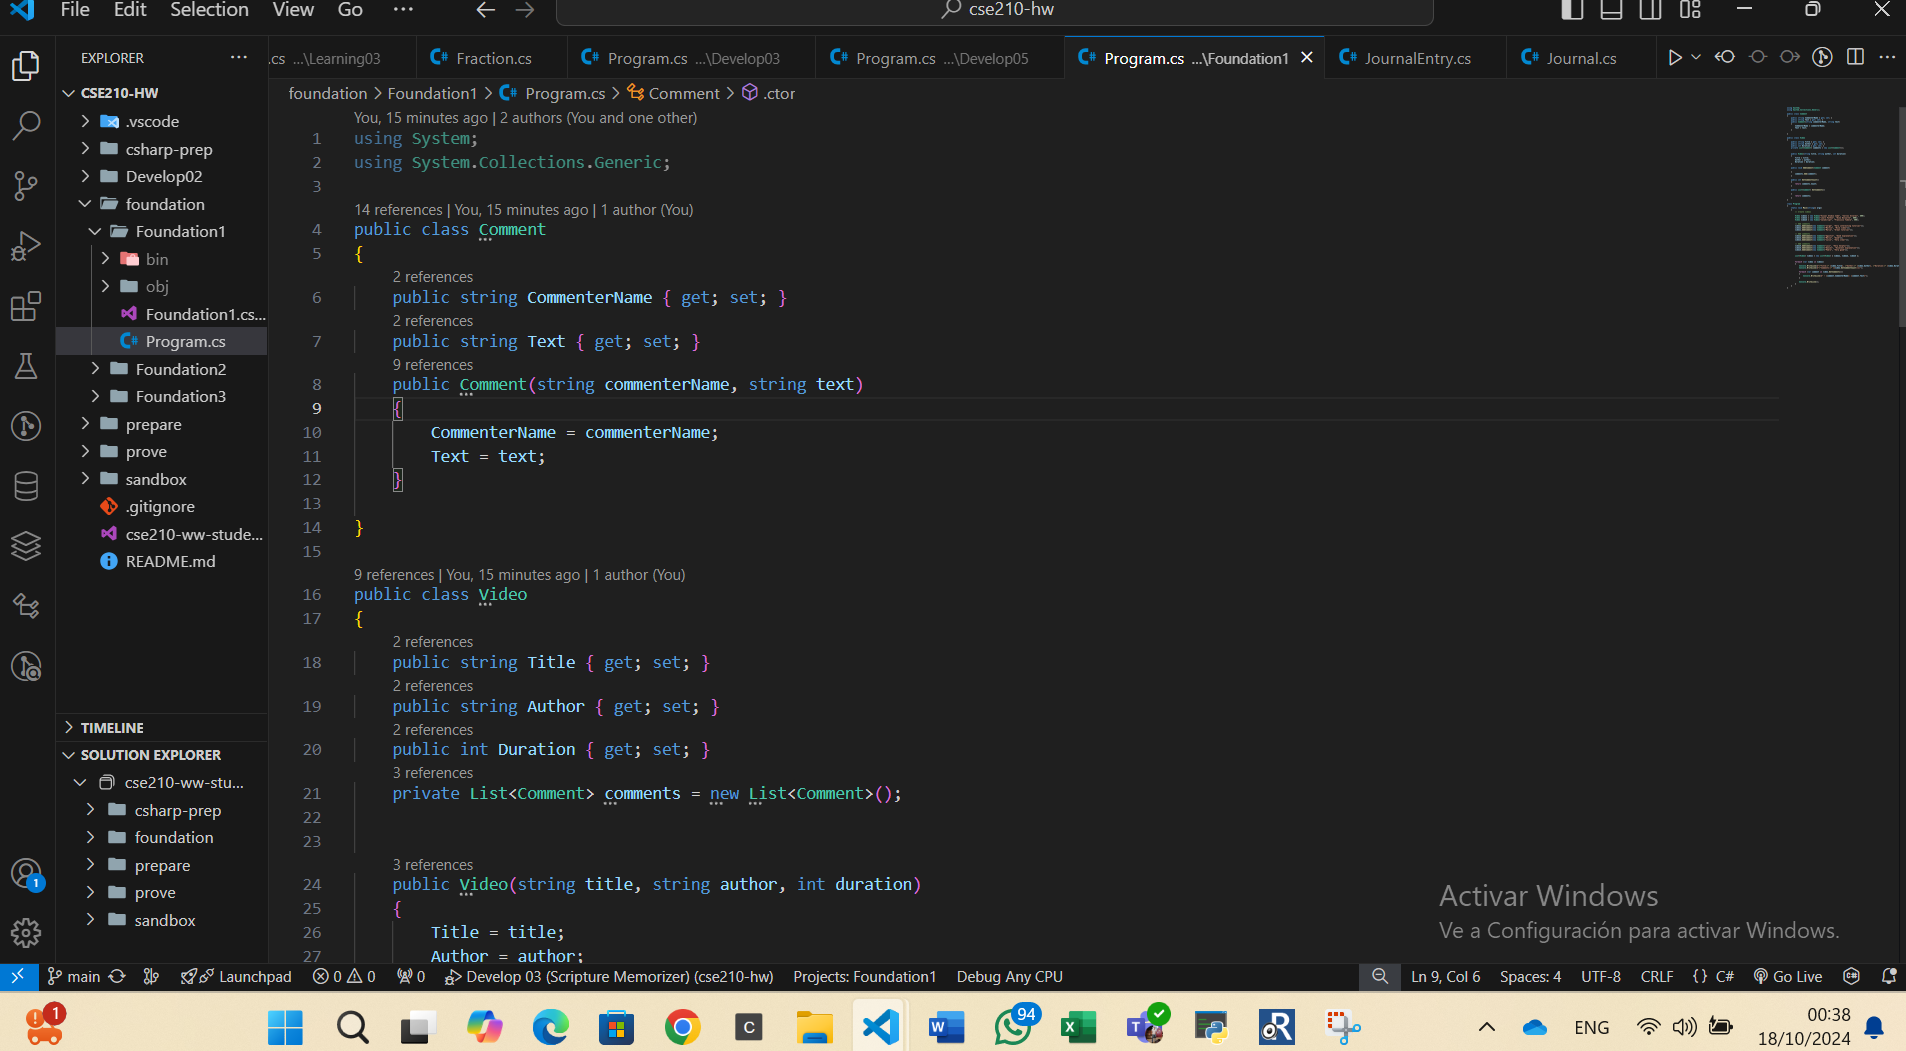 File Edit Selection View Go ··· cse210-hw
EXPLORER ···
.cs ...\Learning03 Fraction.cs Program.cs ...\Develop03 Program.cs ...\Develop05 Program.cs ...\Foundation1 JournalEntry.cs Journal.cs
foundation > Foundation1 > Program.cs > Comment > .ctor
CSE210-HW
.vscode
csharp-prep
Develop02
foundation
Foundation1
bin
obj
Foundation1.cs...
Program.cs
Foundation2
Foundation3
prepare
prove
sandbox
.gitignore
cse210-ww-stude...
README.md
TIMELINE
SOLUTION EXPLORER
cse210-ww-stu...
csharp-prep
foundation
prepare
prove
sandbox
You, 15 minutes ago | 2 authors (You and one other)
1 using System;
2 using System.Collections.Generic;
3
14 references | You, 15 minutes ago | 1 author (You)
4 public class Comment
5 {
2 references
6 public string CommenterName { get; set; }
2 references
7 public string Text { get; set; }
9 references
8 public Comment(string commenterName, string text)
9 {
10 CommenterName = commenterName;
11 Text = text;
12 }
13
14 }
15
9 references | You, 15 minutes ago | 1 author (You)
16 public class Video
17 {
2 references
18 public string Title { get; set; }
2 references
19 public string Author { get; set; }
2 references
20 public int Duration { get; set; }
3 references
21 private List<Comment> comments = new List<Comment>();
22
23
3 references
24 public Video(string title, string author, int duration)
25 {
26 Title = title;
27 Author = author;
Activar Windows
Ve a Configuración para activar Windows.
1
main Launchpad 0 0 0 Develop 03 (Scripture Memorizer) (cse210-hw) Projects: Foundation1 Debug Any CPU Ln 9, Col 6 Spaces: 4 UTF-8 CRLF {} C# Go Live
1 94 ENG 00:38
18/10/2024